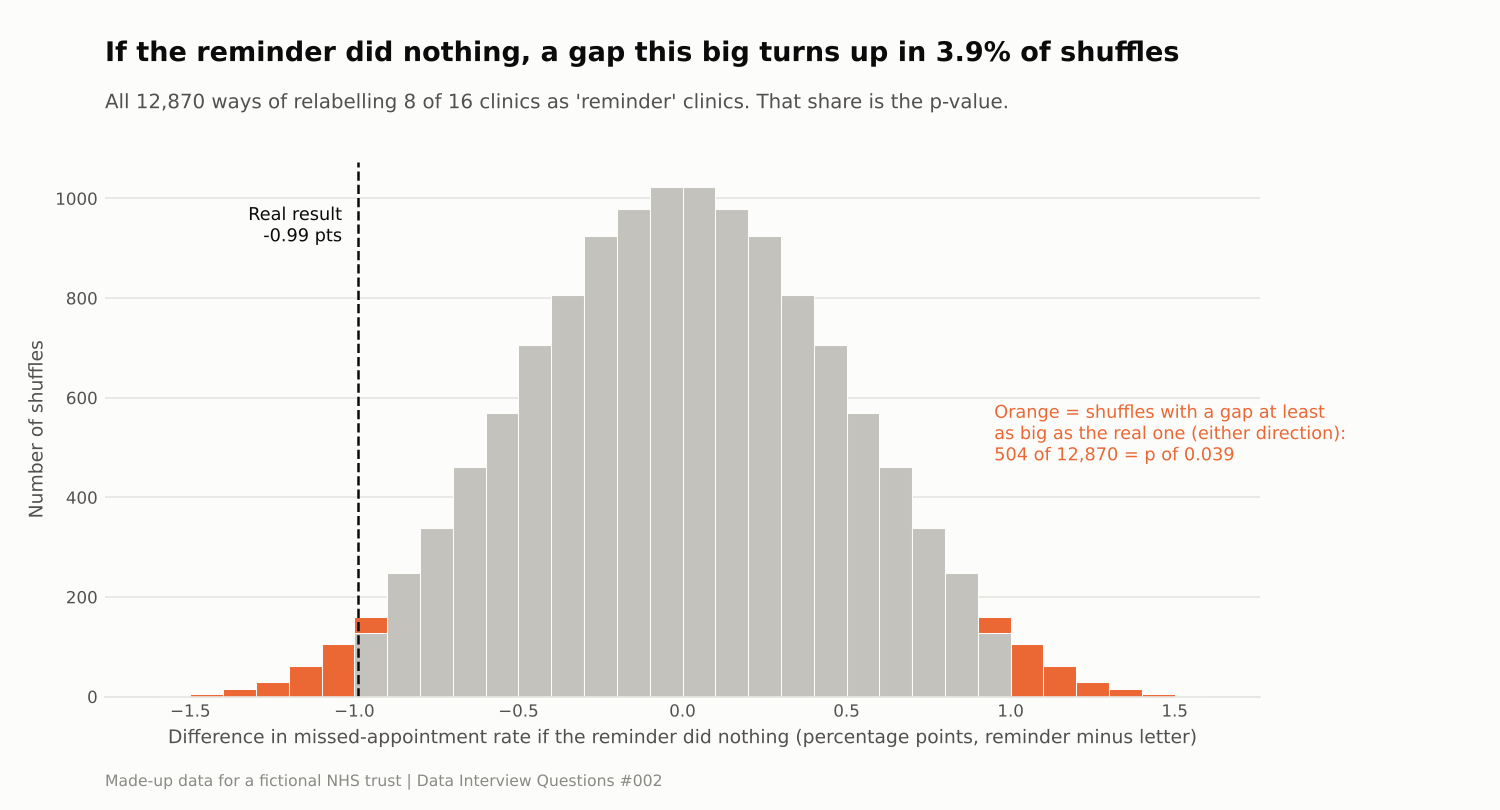 If the reminder did nothing, a gap this big turns up in 3.9% of shuffles
All 12,870 ways of relabelling 8 of 16 clinics as 'reminder' clinics. That share is the p-value.
Number of shuffles
1000
800
600
400
200
0
Real result
-0.99 pts
Orange = shuffles with a gap at least
as big as the real one (either direction):
504 of 12,870 = p of 0.039
−1.5
−1.0
−0.5
0.0
0.5
1.0
1.5
Difference in missed-appointment rate if the reminder did nothing (percentage points, reminder minus letter)
Made-up data for a fictional NHS trust | Data Interview Questions #002